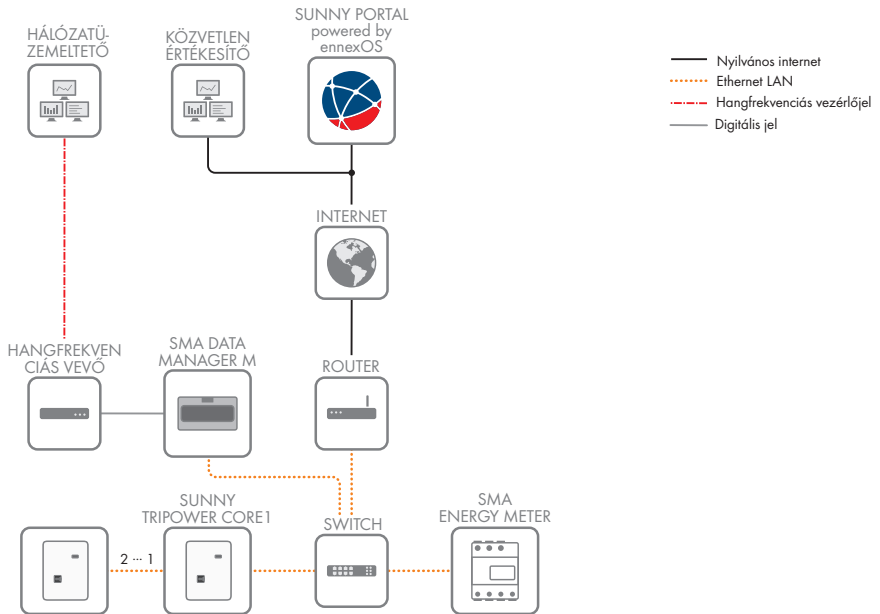 HÁLÓZATÜ-
ZEMELTETŐ
KÖZVETLEN
ÉRTÉKESÍTŐ
SUNNY PORTAL
powered by
ennexOS
Nyilvános internet
Ethernet LAN
Hangfrekvenciás vezérlőjel
Digitális jel
INTERNET
HANGFREKVEN
CIÁS VEVŐ
SMA DATA
MANAGER M
ROUTER
SUNNY
TRIPOWER CORE1
SWITCH
SMA
ENERGY METER
2 ··· 1